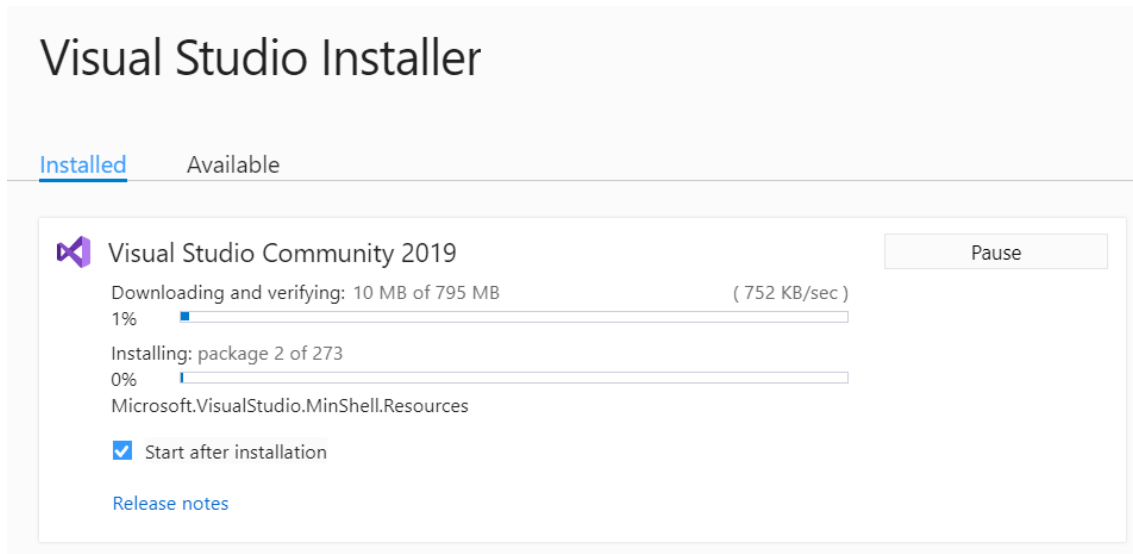 Visual Studio Installer
Installed Available
Visual Studio Community 2019 Pause
Downloading and verifying: 10 MB of 795 MB ( 752 KB/sec )
1%
Installing: package 2 of 273
0%
Microsoft.VisualStudio.MinShell.Resources
Start after installation
Release notes